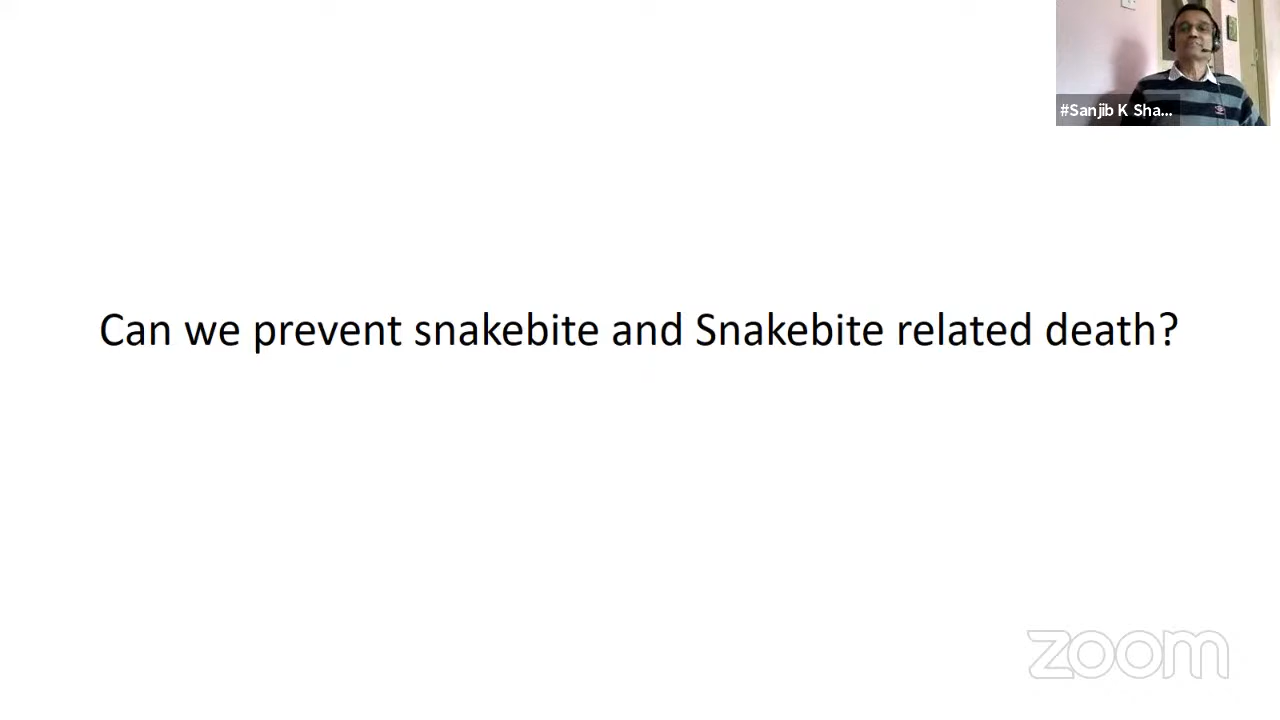 #Sanjib K Sha...
Can we prevent snakebite and Snakebite related death?
zoom